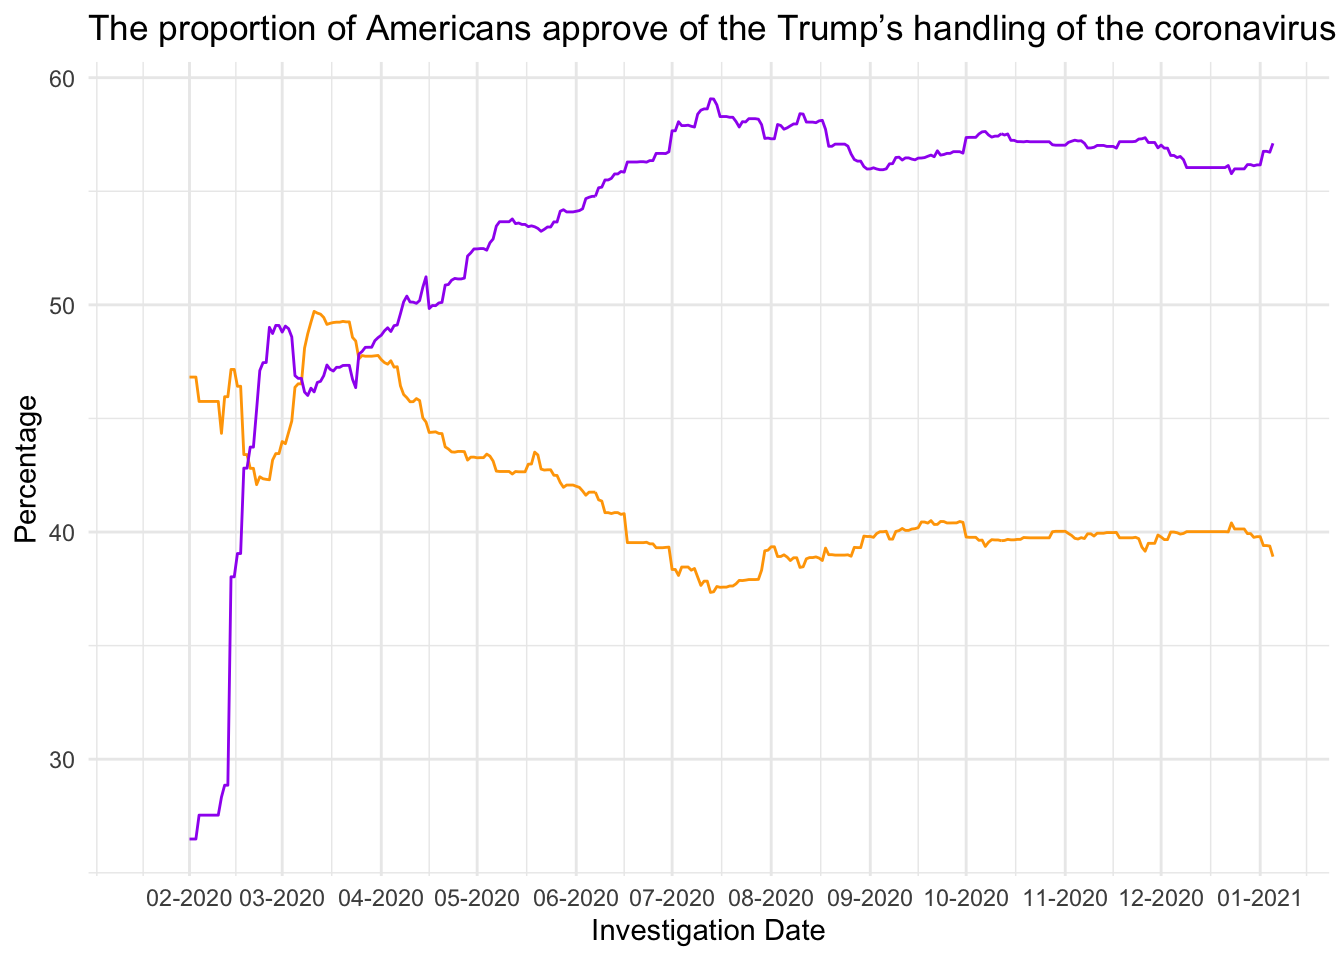 The proportion of Americans approve of the Trump’s handling of the coronavirus
60
50
40
30
Percentage
02-2020 03-2020 04-2020 05-2020 06-2020 07-2020 08-2020 09-2020 10-2020 11-2020 12-2020 01-2021
Investigation Date